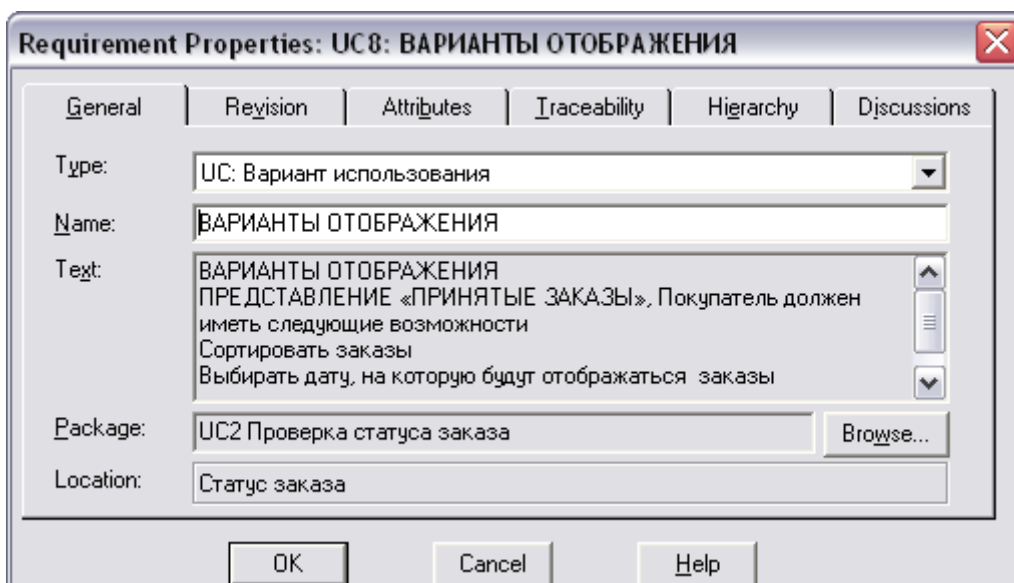 Requirement Properties: UC8: ВАРИАНТЫ ОТОБРАЖЕНИЯ
General Revision Attributes Traceability Hierarchy Discussions
Type: UC: Вариант использования
Name: ВАРИАНТЫ ОТОБРАЖЕНИЯ
Text: ВАРИАНТЫ ОТОБРАЖЕНИЯ
ПРЕДСТАВЛЕНИЕ «ПРИНЯТЫЕ ЗАКАЗЫ», Покупатель должен
иметь следующие возможности
Сортировать заказы
Выбирать дату, на которую будут отображаться заказы
Package: UC2 Проверка статуса заказа Browse...
Location: Статус заказа
OK Cancel Help